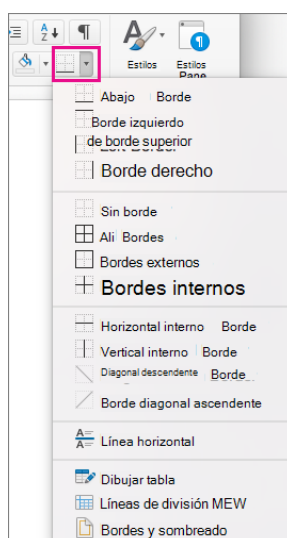 Estilos Estilos
Pane
Abajo Borde
Borde izquierdo
de borde superior
Borde derecho
Sin borde
Ali Bordes
Bordes externos
Bordes internos
Horizontal interno Borde
Vertical interno Borde
Diagonal descendente Borde
Borde diagonal ascendente
Línea horizontal
Dibujar tabla
Líneas de división MEW
Bordes y sombreado